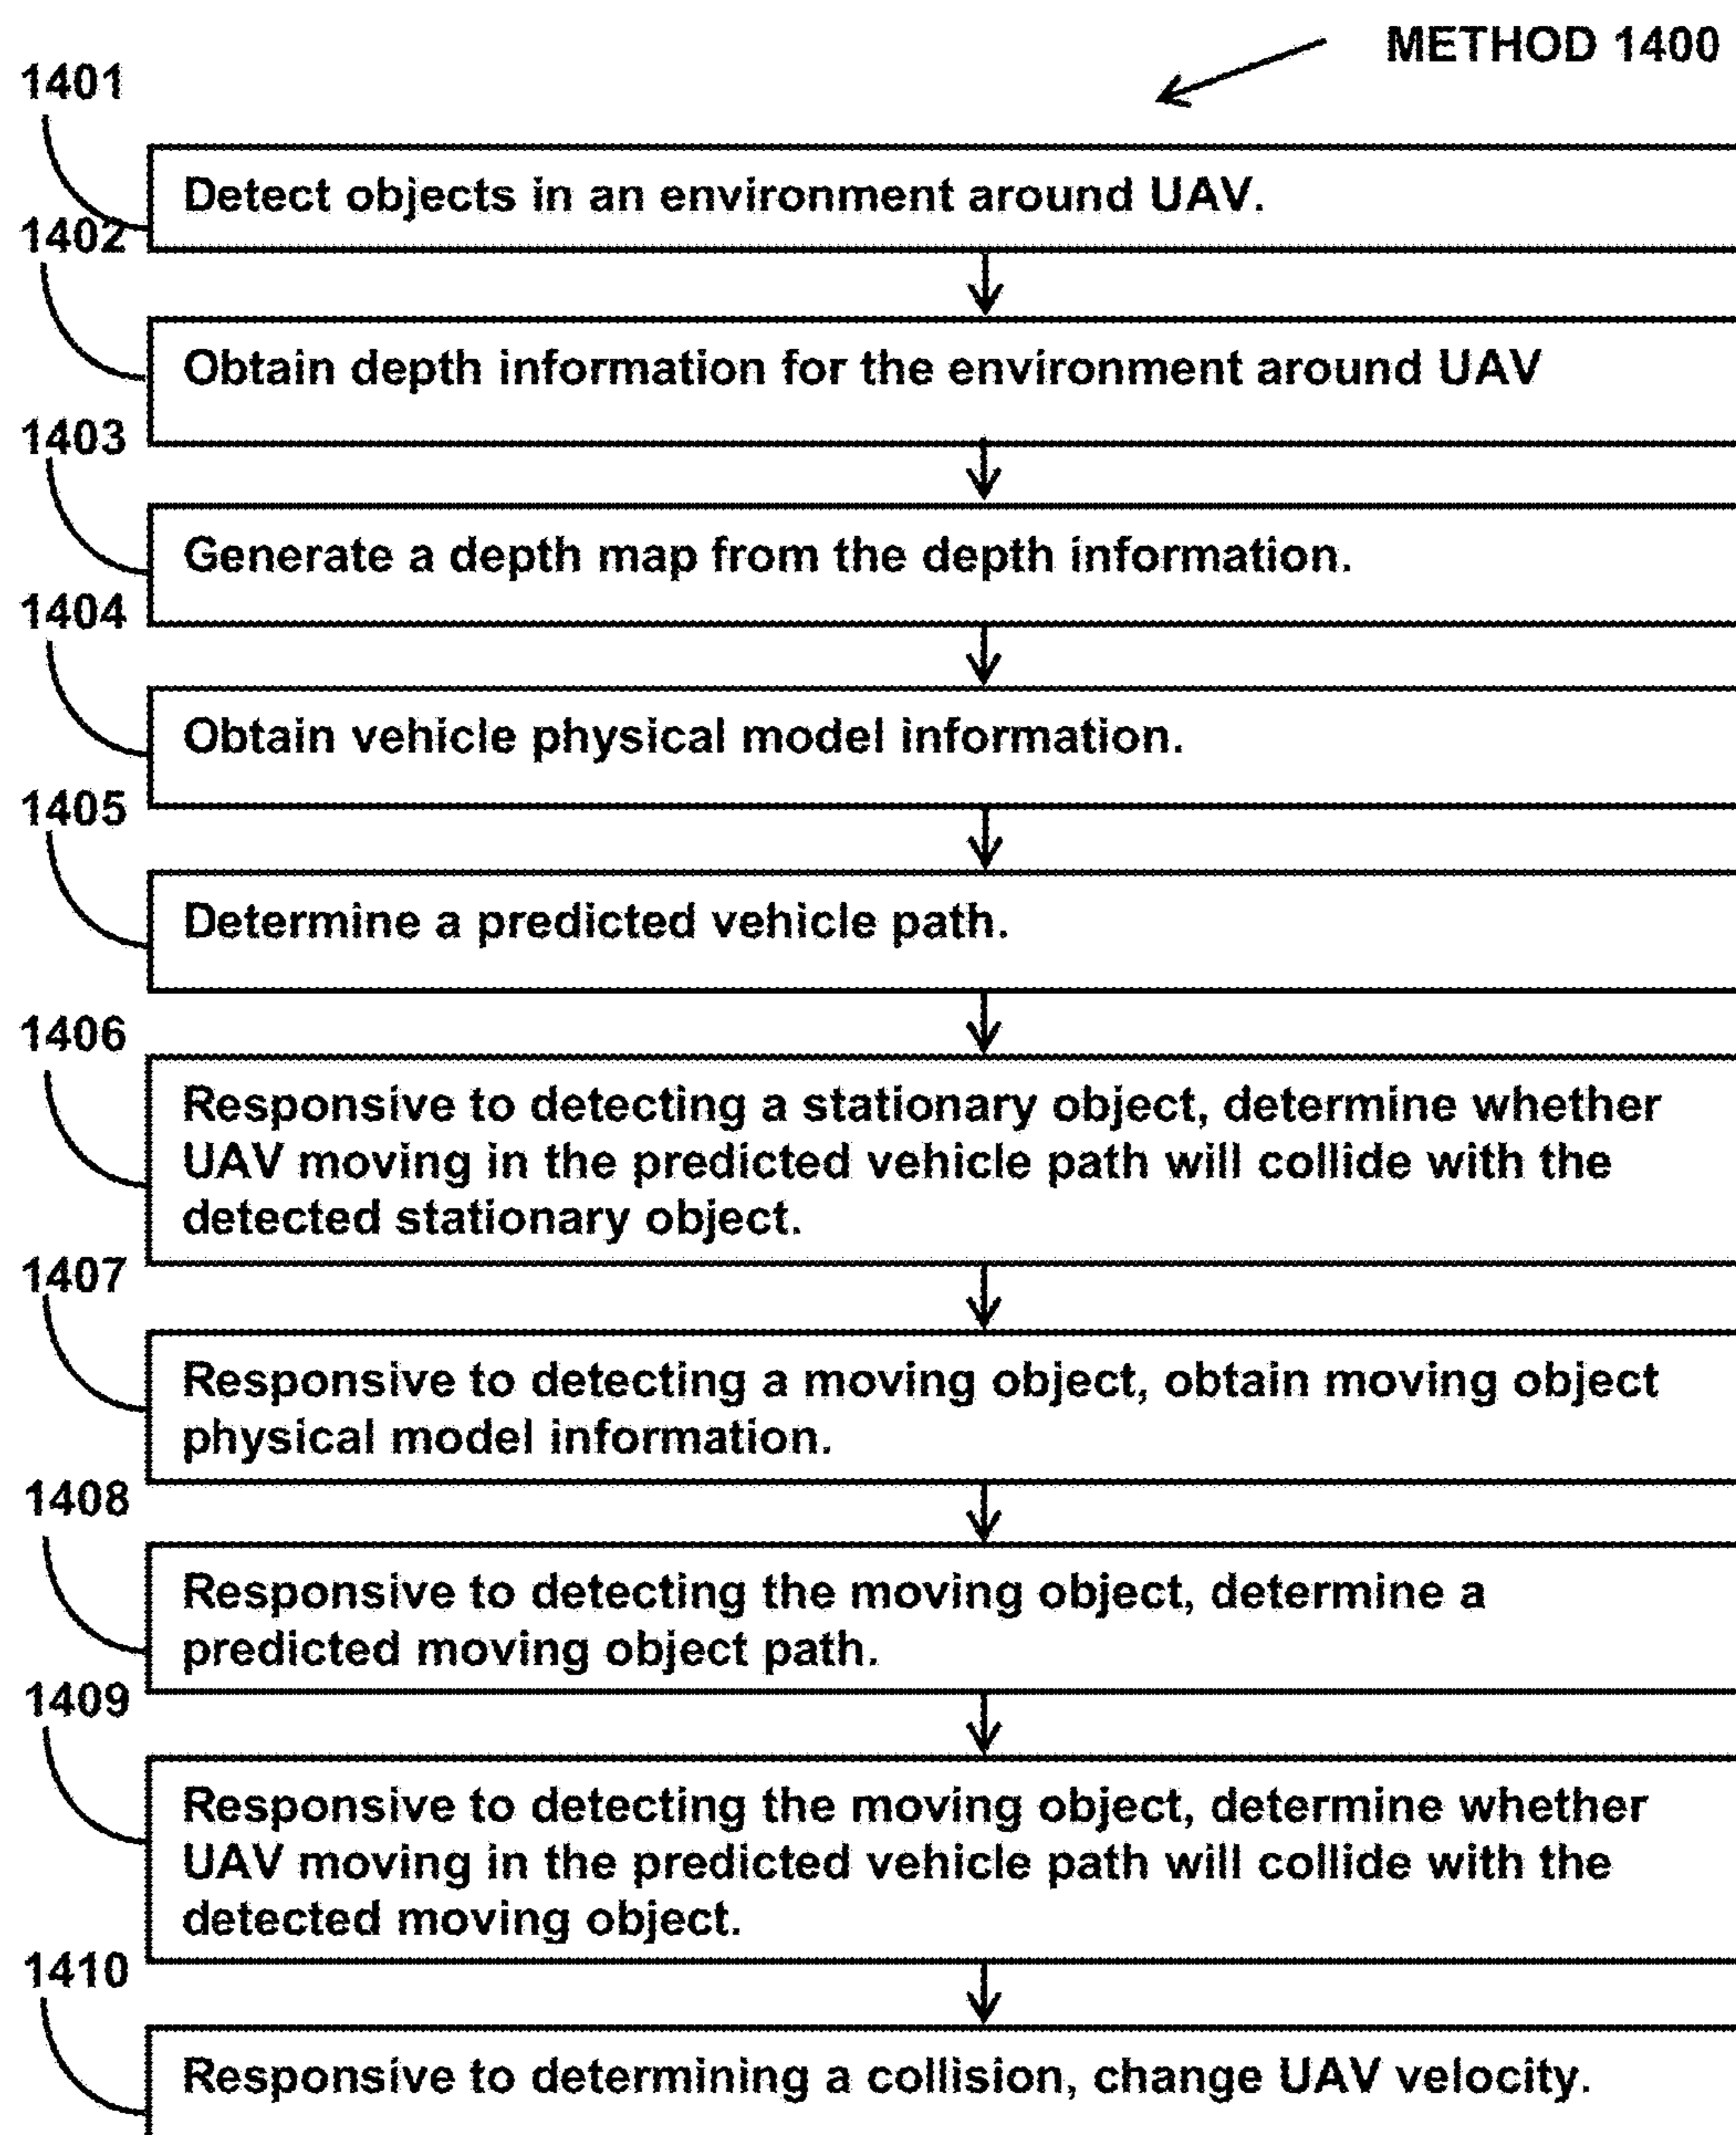 METHOD 1400
1401
Detect objects in an environment around UAV.
1402
Obtain depth information for the environment around UAV
1403
Generate a depth map from the depth information.
1404
Obtain vehicle physical model information.
1405
Determine a predicted vehicle path.
1406
Responsive to detecting a stationary object, determine whether
UAV moving in the predicted vehicle path will collide with the
detected stationary object.
1407
Responsive to detecting a moving object, obtain moving object
physical model information.
1408
Responsive to detecting the moving object, determine a
predicted moving object path.
1409
Responsive to detecting the moving object, determine whether
UAV moving in the predicted vehicle path will collide with the
detected moving object.
1410
Responsive to determining a collision, change UAV velocity.